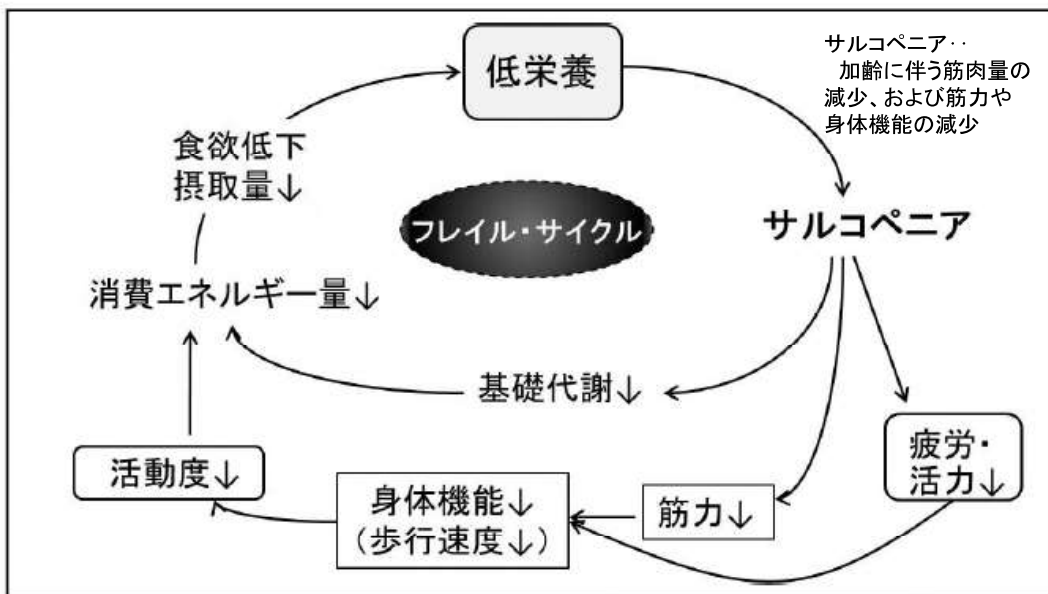 低栄養
サルコペニア‥
加齢に伴う筋肉量の
減少、および筋力や
身体機能の減少
食欲低下
摂取量↓
フレイル・サイクル
サルコペニア
消費エネルギー量↓
基礎代謝↓
疲労・
活力↓
活動度↓
身体機能↓
（歩行速度↓）
筋力↓